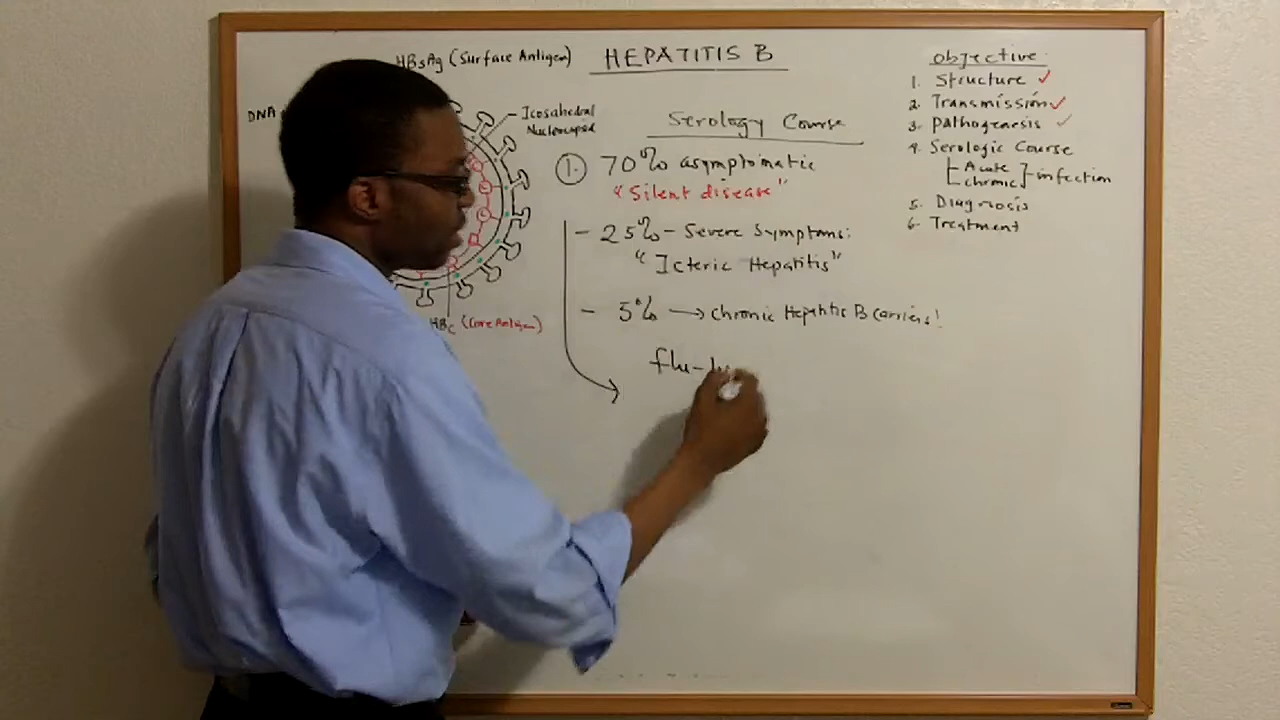 HEPATITIS B
HBsAg (Surface Antigen)
DNA
Icosahedral
Nucleocapsid
HBc (Core Antigen)
Serology Course
1. 70% asymptomatic
"Silent disease"
- 25% - Severe Symptoms:
"Icteric Hepatitis"
- 5% → Chronic Hepatitis B carriers!
flu-
Objective:
1. Structure ✓
2. Transmission ✓
3. Pathogenesis ✓
4. Serologic Course
Acute
chronic
infection
5. Diagnosis
6. Treatment